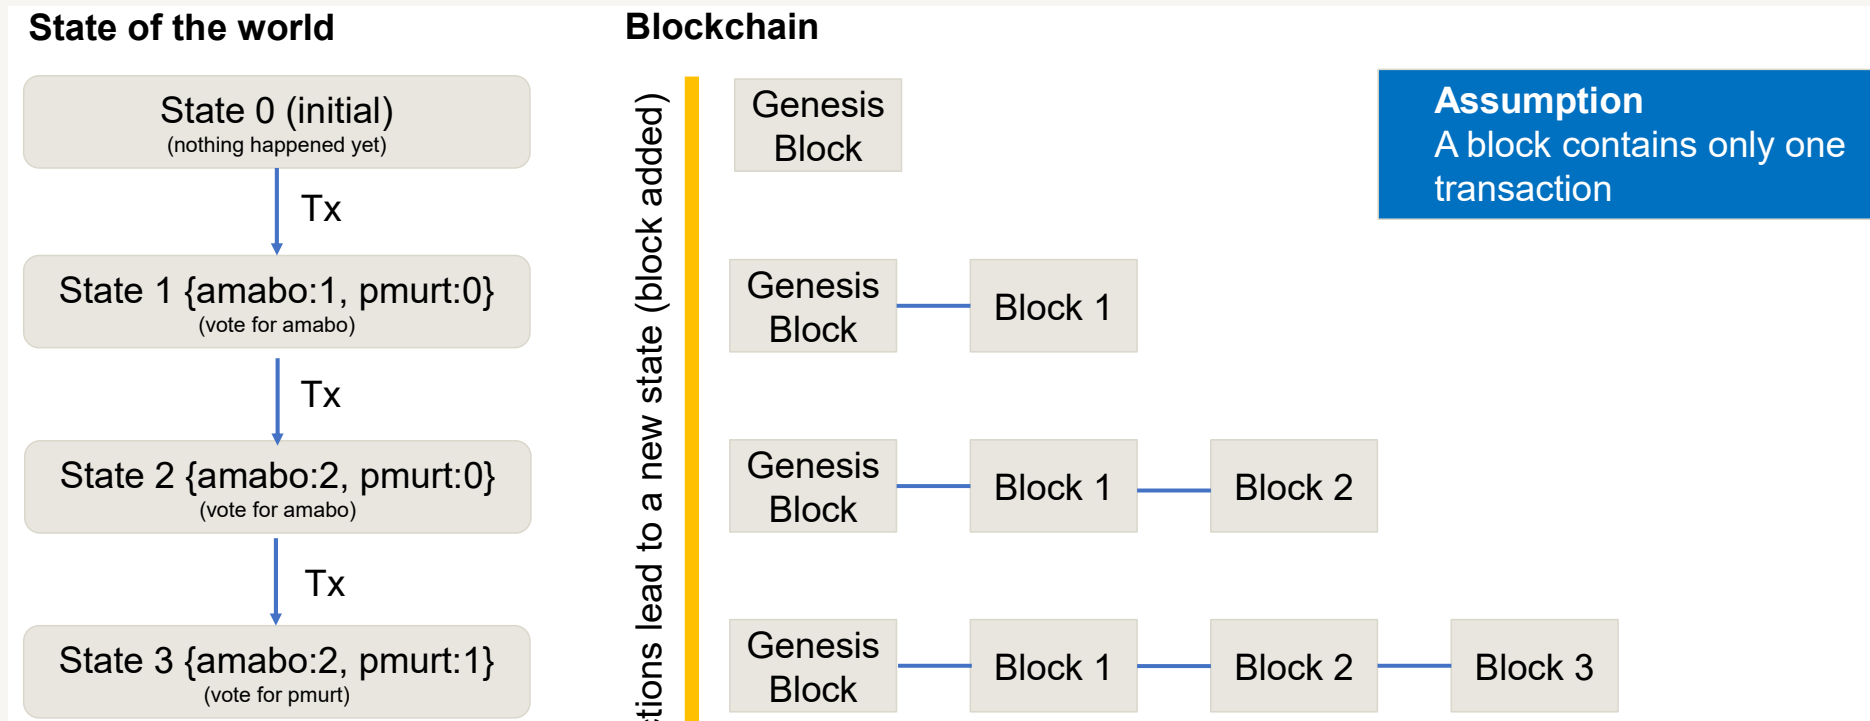 State of the world
State 0 (initial)
(nothing happened yet)
Tx
State 1 {amabo:1, pmurt:0}
(vote for amabo)
Tx
State 2 {amabo:2, pmurt:0}
(vote for amabo)
Tx
State 3 {amabo:2, pmurt:1}
(vote for pmurt)
Blockchain
lead to a new state (block added)
Genesis
Block
Genesis
Block
Block 1
Genesis
Block
Block 1
Block 2
Genesis
Block
Block 1
Block 2
Block 3
Assumption
A block contains only one
transaction